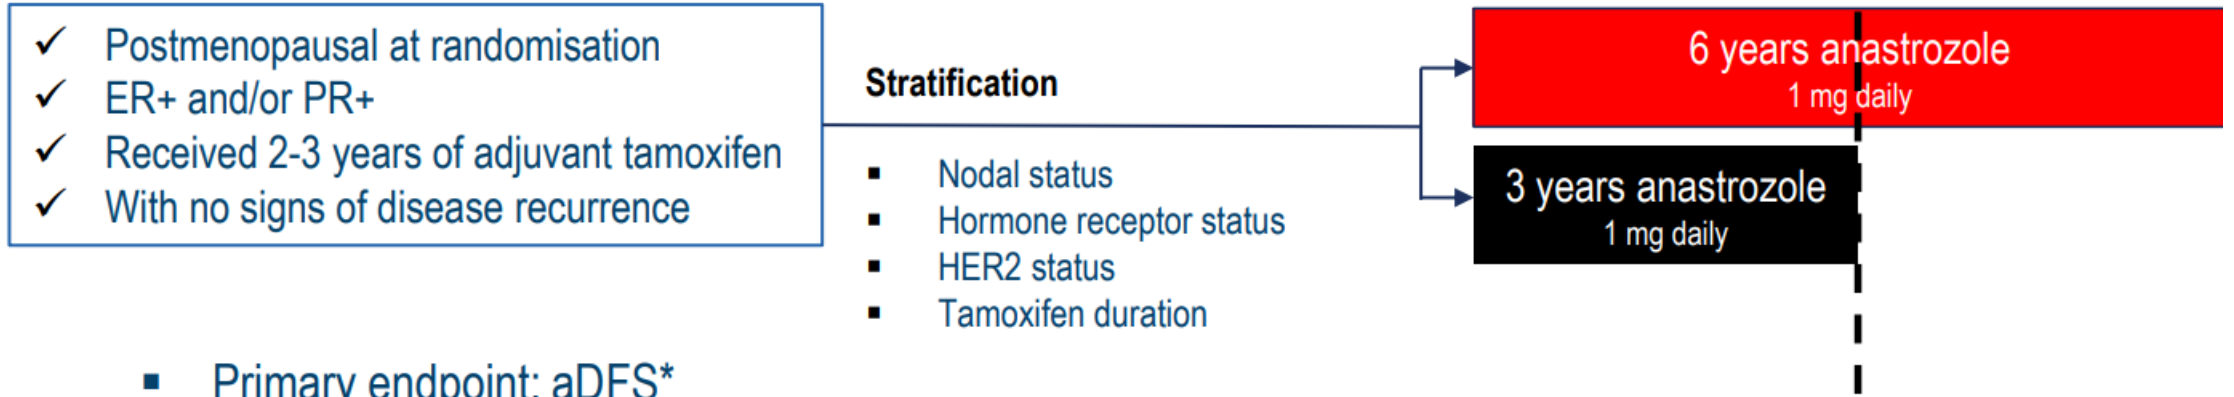 ✓ Postmenopausal at randomisation
✓ ER+ and/or PR+
✓ Received 2-3 years of adjuvant tamoxifen
✓ With no signs of disease recurrence
Stratification
▪ Nodal status
▪ Hormone receptor status
▪ HER2 status
▪ Tamoxifen duration
6 years anastrozole
1 mg daily
3 years anastrozole
1 mg daily
▪ Primary endpoint: aDFS*